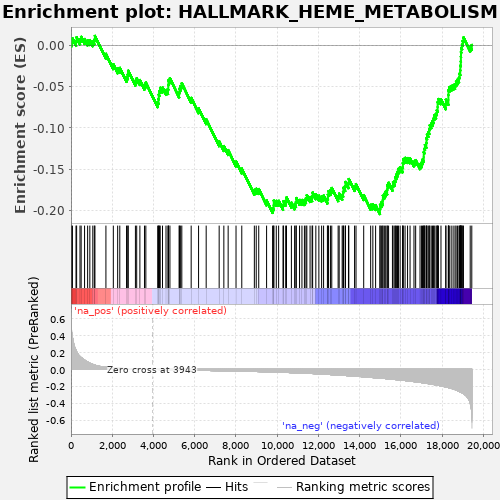 Enrichment plot: HALLMARK_HEME_METABOLISM
Enrichment score (ES)
0.00
-0.05
-0.10
-0.15
-0.20
'na_pos' (positively correlated)
Ranked list metric (PreRanked)
0.6
0.4
0.2
0.0
-0.2
-0.4
-0.6
Zero cross at 3943
'na_neg' (negatively correlated)
0 2,000 4,000 6,000 8,000 10,000 12,000 14,000 16,000 18,000 20,000
Rank in Ordered Dataset
Enrichment profile Hits Ranking metric scores